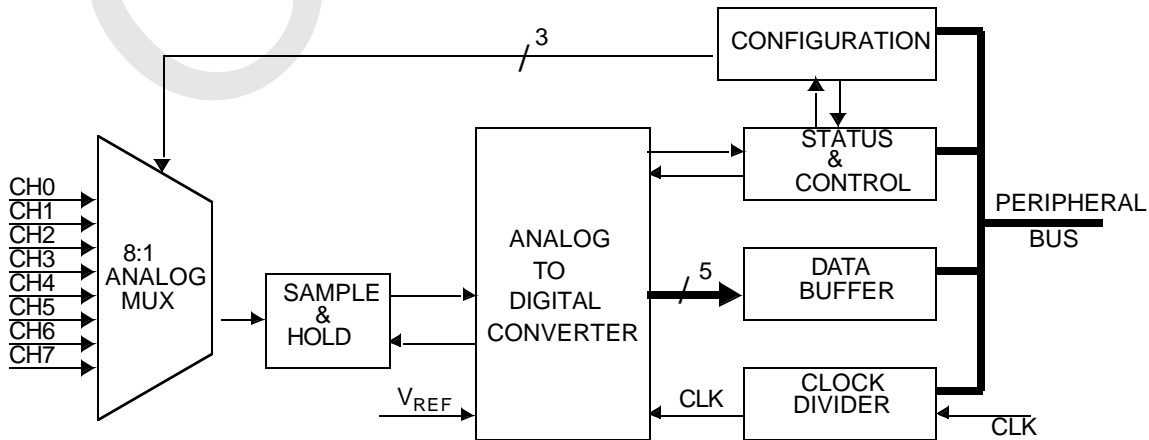 3
CONFIGURATION
STATUS
&
CONTROL
CH0
CH1
CH2
CH3
CH4
CH5
CH6
CH7
8:1
ANALOG
MUX
SAMPLE
&
HOLD
ANALOG
TO
DIGITAL
CONVERTER
5
DATA
BUFFER
PERIPHERAL
BUS
VREF
CLK
CLOCK
DIVIDER
CLK